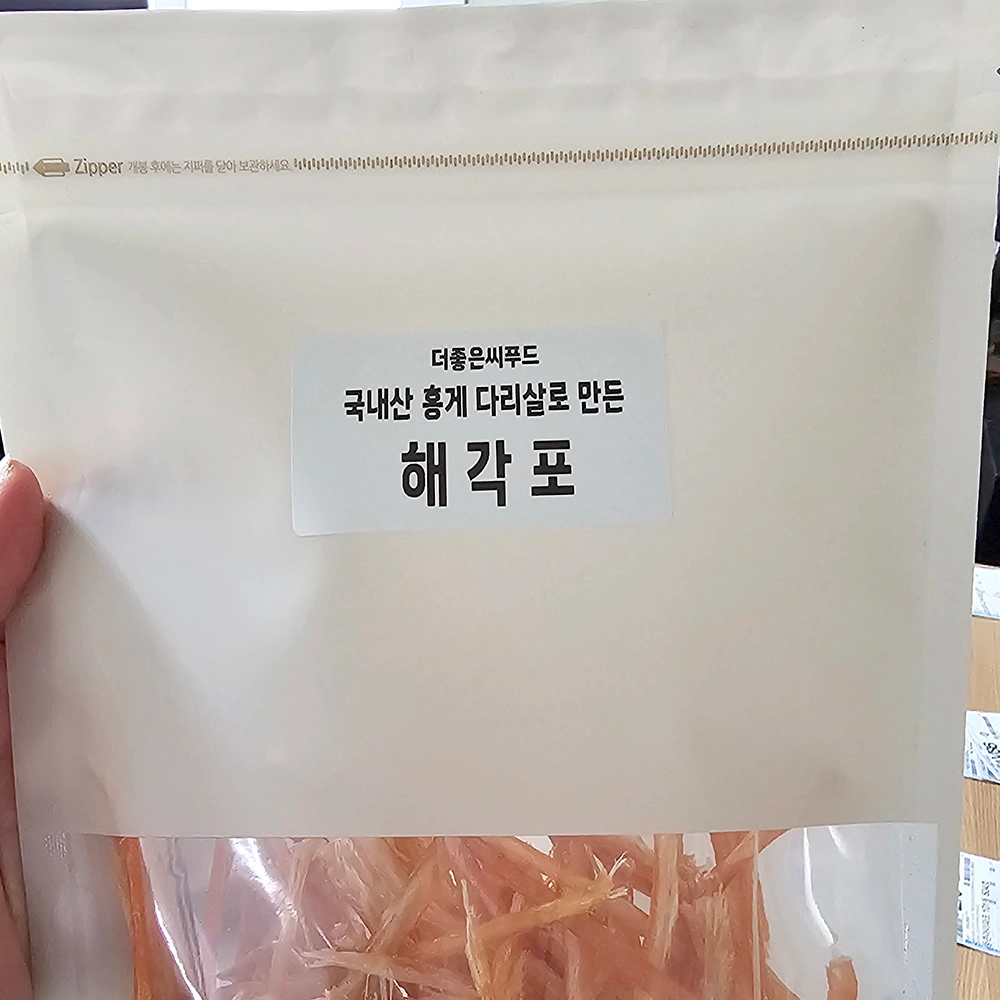 Zipper 개봉 후에는 지퍼를 닫아 보관하세요.
더좋은씨푸드
국내산 홍게 다리살로 만든
해각포